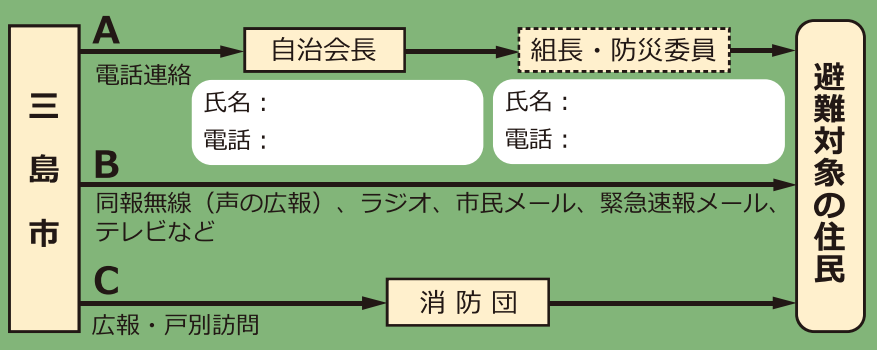 三島市
A
電話連絡
自治会長
氏名：
電話：
組長・防災委員
氏名：
電話：
B
同報無線（声の広報）、ラジオ、市民メール、緊急速報メール、
テレビなど
C
広報・戸別訪問
消防団
避難対象の住民